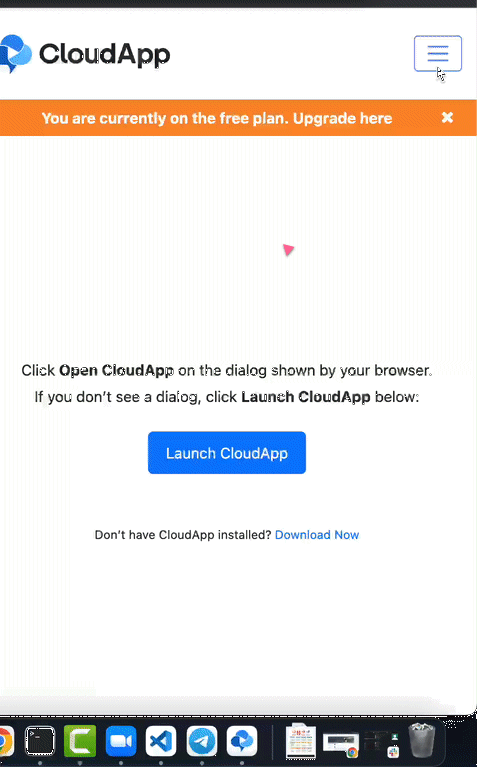 CloudApp
You are currently on the free plan. Upgrade here
Click Open CloudApp on the dialog shown by your browser.
If you don't see a dialog, click Launch CloudApp below.
Launch CloudApp
Don't have CloudApp installed? Download Now